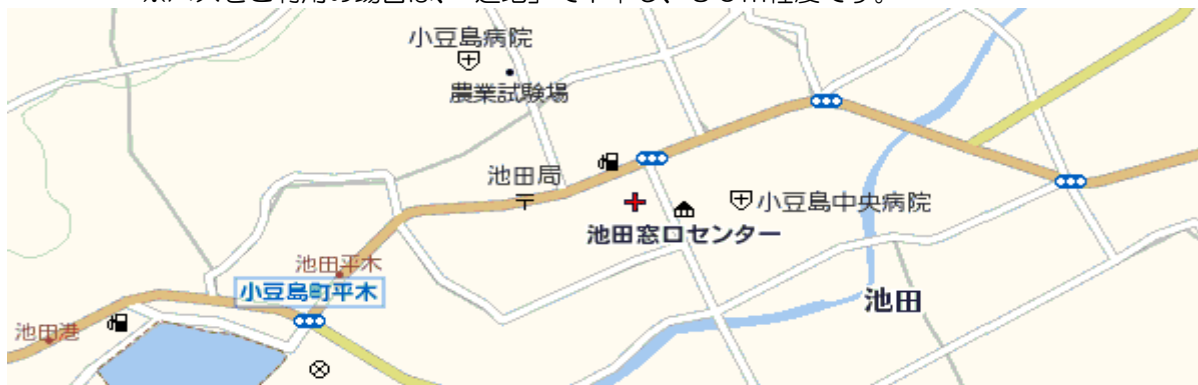 小豆島病院
農業試験場
池田局
小豆島中央病院
池田窓口センター
池田平木
小豆島町平木
池田
池田港